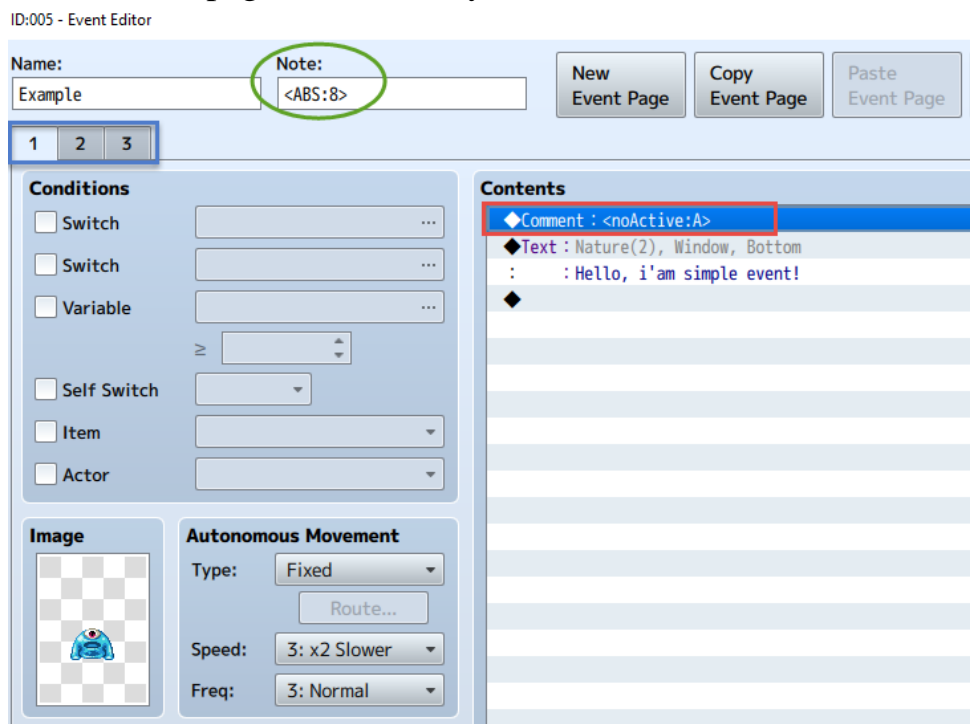 ID:005 - Event Editor
Name:
Note:
Example
<ABS:8>
New
Event Page
Copy
Event Page
Paste
Event Page
1 2 3
Conditions
Switch ...
Switch ...
Variable ...
≥
Self Switch
Item
Actor
Contents
◆Comment : <noActive:A>
◆Text : Nature(2), Window, Bottom
: : Hello, i'am simple event!
◆
Image
Autonomous Movement
Type: Fixed
Route...
Speed: 3: x2 Slower
Freq: 3: Normal